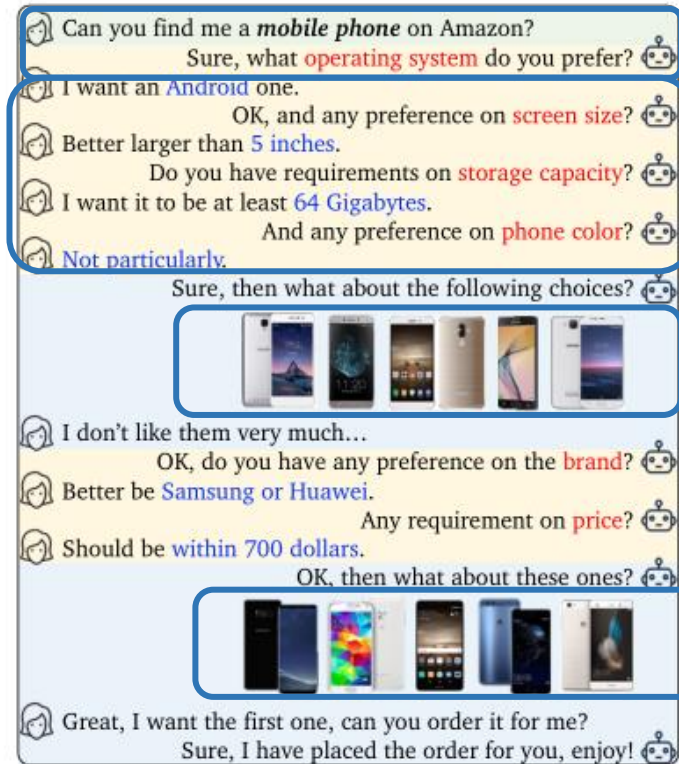 Can you find me a mobile phone on Amazon?
Sure, what operating system do you prefer?
I want an Android one.
OK, and any preference on screen size?
Better larger than 5 inches.
Do you have requirements on storage capacity?
I want it to be at least 64 Gigabytes.
And any preference on phone color?
Not particularly.
Sure, then what about the following choices?
I don't like them very much...
OK, do you have any preference on the brand?
Better be Samsung or Huawei.
Any requirement on price?
Should be within 700 dollars.
OK, then what about these ones?
Great, I want the first one, can you order it for me?
Sure, I have placed the order for you, enjoy!